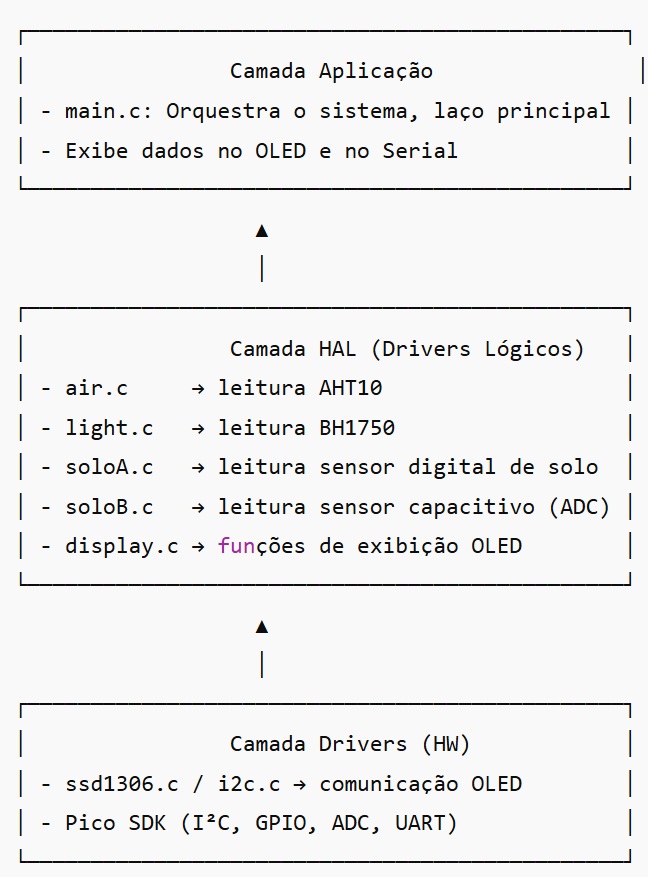 Camada Aplicação
- main.c: Orquestra o sistema, laço principal
- Exibe dados no OLED e no Serial
Camada HAL (Drivers Lógicos)
- air.c → leitura AHT10
- light.c → leitura BH1750
- soloA.c → leitura sensor digital de solo
- soloB.c → leitura sensor capacitivo (ADC)
- display.c → funções de exibição OLED
Camada Drivers (HW)
- ssd1306.c / i2c.c → comunicação OLED
- Pico SDK (I²C, GPIO, ADC, UART)